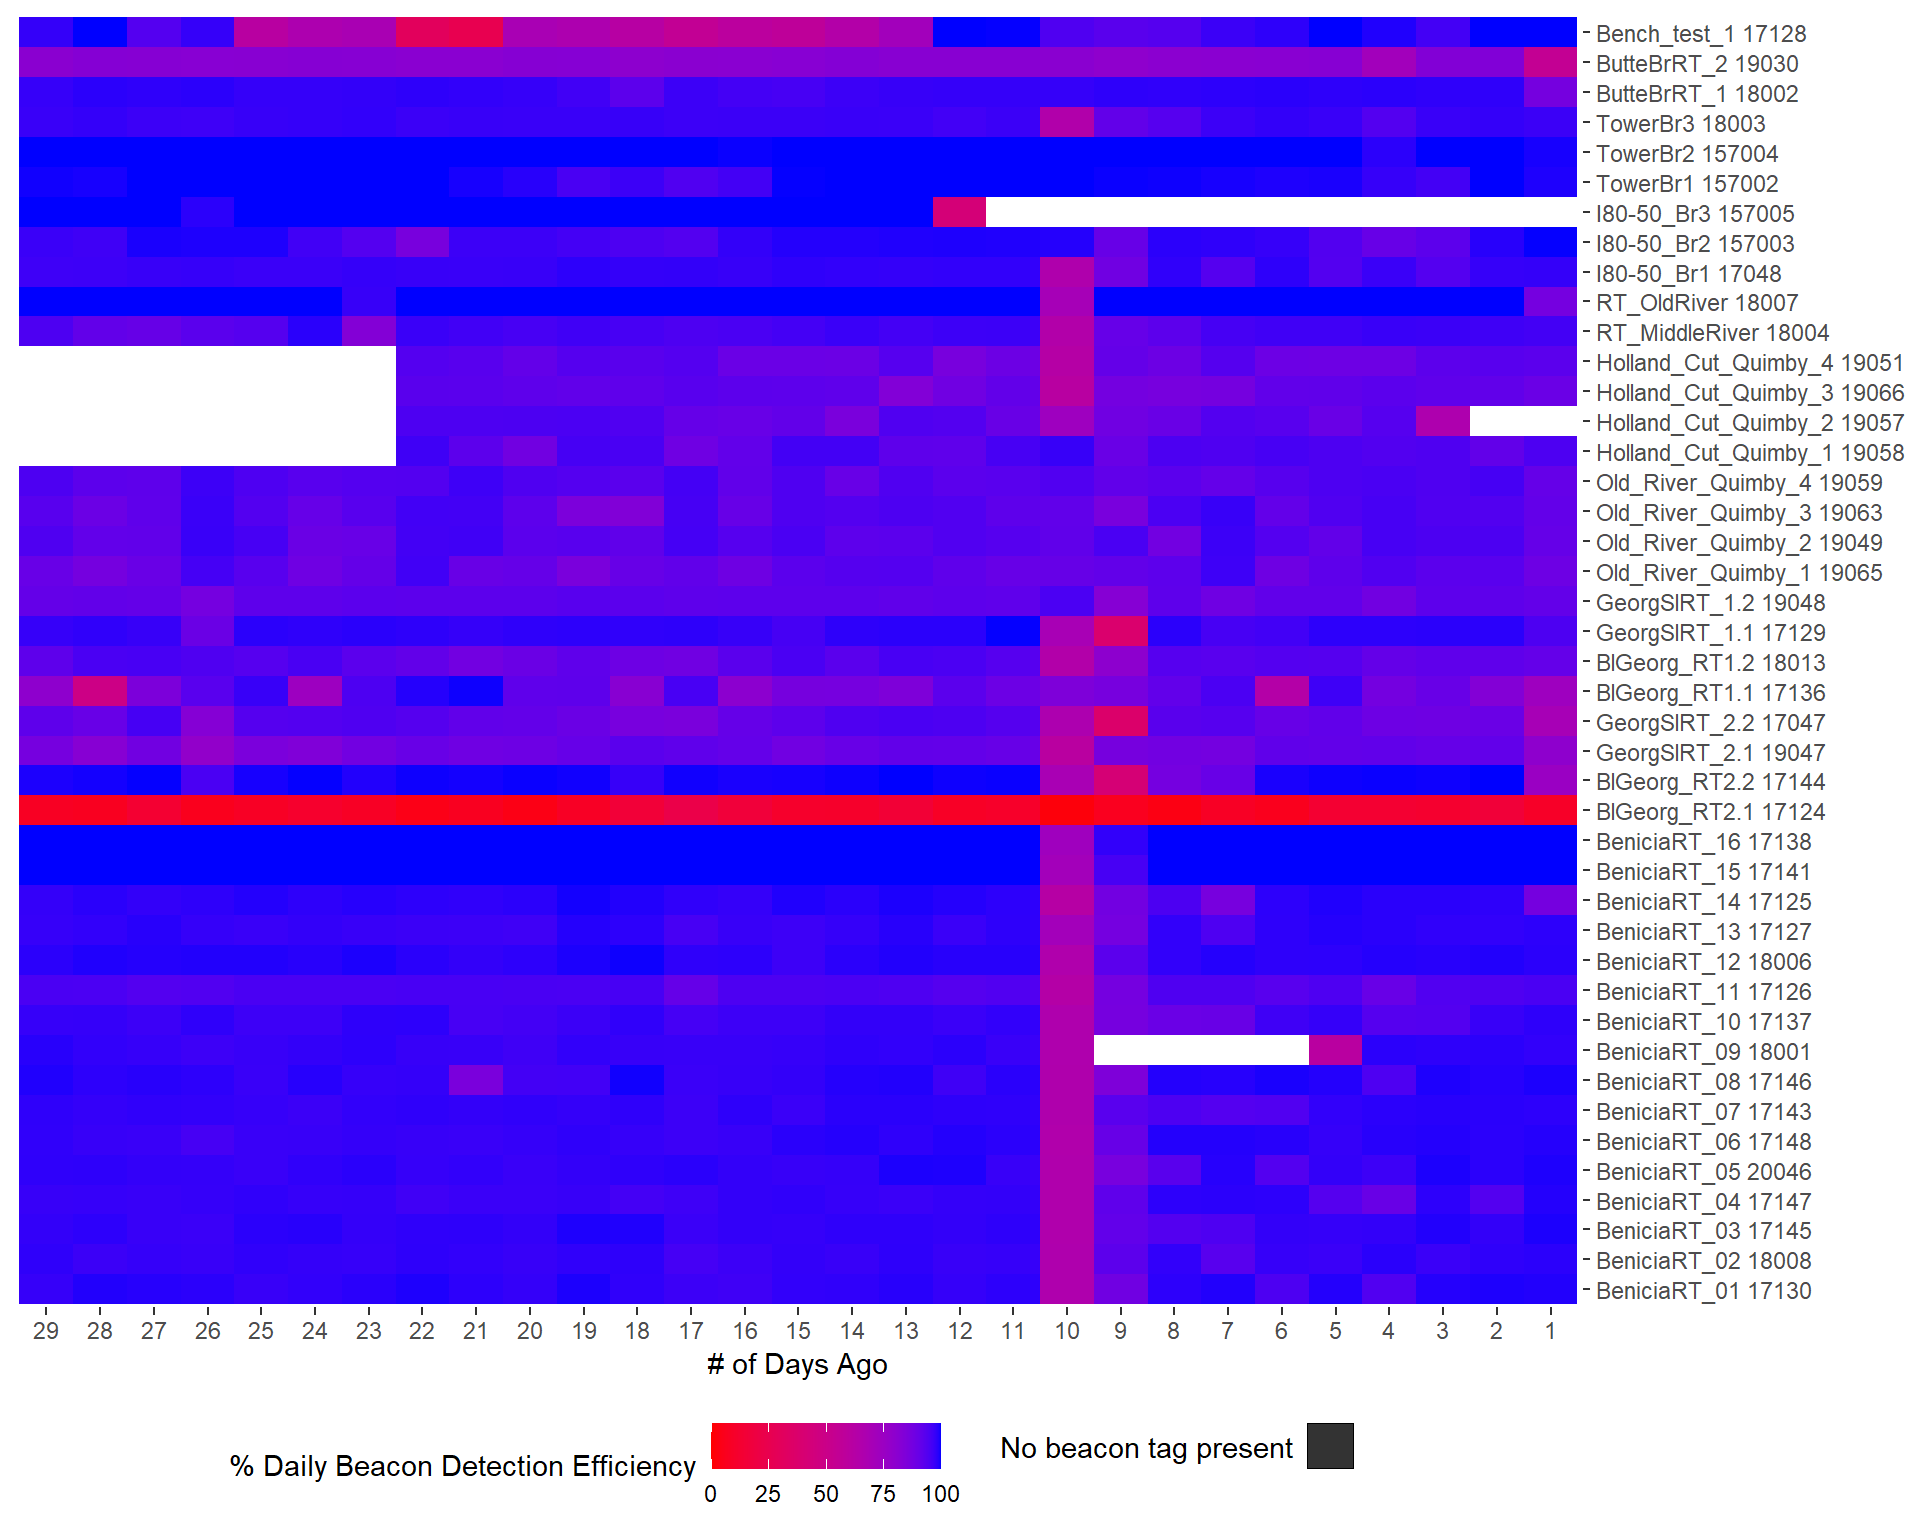 Bench_test_1 17128
ButteBrRT_2 19030
ButteBrRT_1 18002
TowerBr3 18003
TowerBr2 157004
TowerBr1 157002
I80-50_Br3 157005
I80-50_Br2 157003
I80-50_Br1 17048
RT_OldRiver 18007
RT_MiddleRiver 18004
Holland_Cut_Quimby_4 19051
Holland_Cut_Quimby_3 19066
Holland_Cut_Quimby_2 19057
Holland_Cut_Quimby_1 19058
Old_River_Quimby_4 19059
Old_River_Quimby_3 19063
Old_River_Quimby_2 19049
Old_River_Quimby_1 19065
GeorgSlRT_1.2 19048
GeorgSlRT_1.1 17129
BlGeorg_RT1.2 18013
BlGeorg_RT1.1 17136
GeorgSlRT_2.2 17047
GeorgSlRT_2.1 19047
BlGeorg_RT2.2 17144
BlGeorg_RT2.1 17124
BeniciaRT_16 17138
BeniciaRT_15 17141
BeniciaRT_14 17125
BeniciaRT_13 17127
BeniciaRT_12 18006
BeniciaRT_11 17126
BeniciaRT_10 17137
BeniciaRT_09 18001
BeniciaRT_08 17146
BeniciaRT_07 17143
BeniciaRT_06 17148
BeniciaRT_05 20046
BeniciaRT_04 17147
BeniciaRT_03 17145
BeniciaRT_02 18008
BeniciaRT_01 17130
29 28 27 26 25 24 23 22 21 20 19 18 17 16 15 14 13 12 11 10 9 8 7 6 5 4 3 2 1
# of Days Ago
% Daily Beacon Detection Efficiency
0 25 50 75 100
No beacon tag present